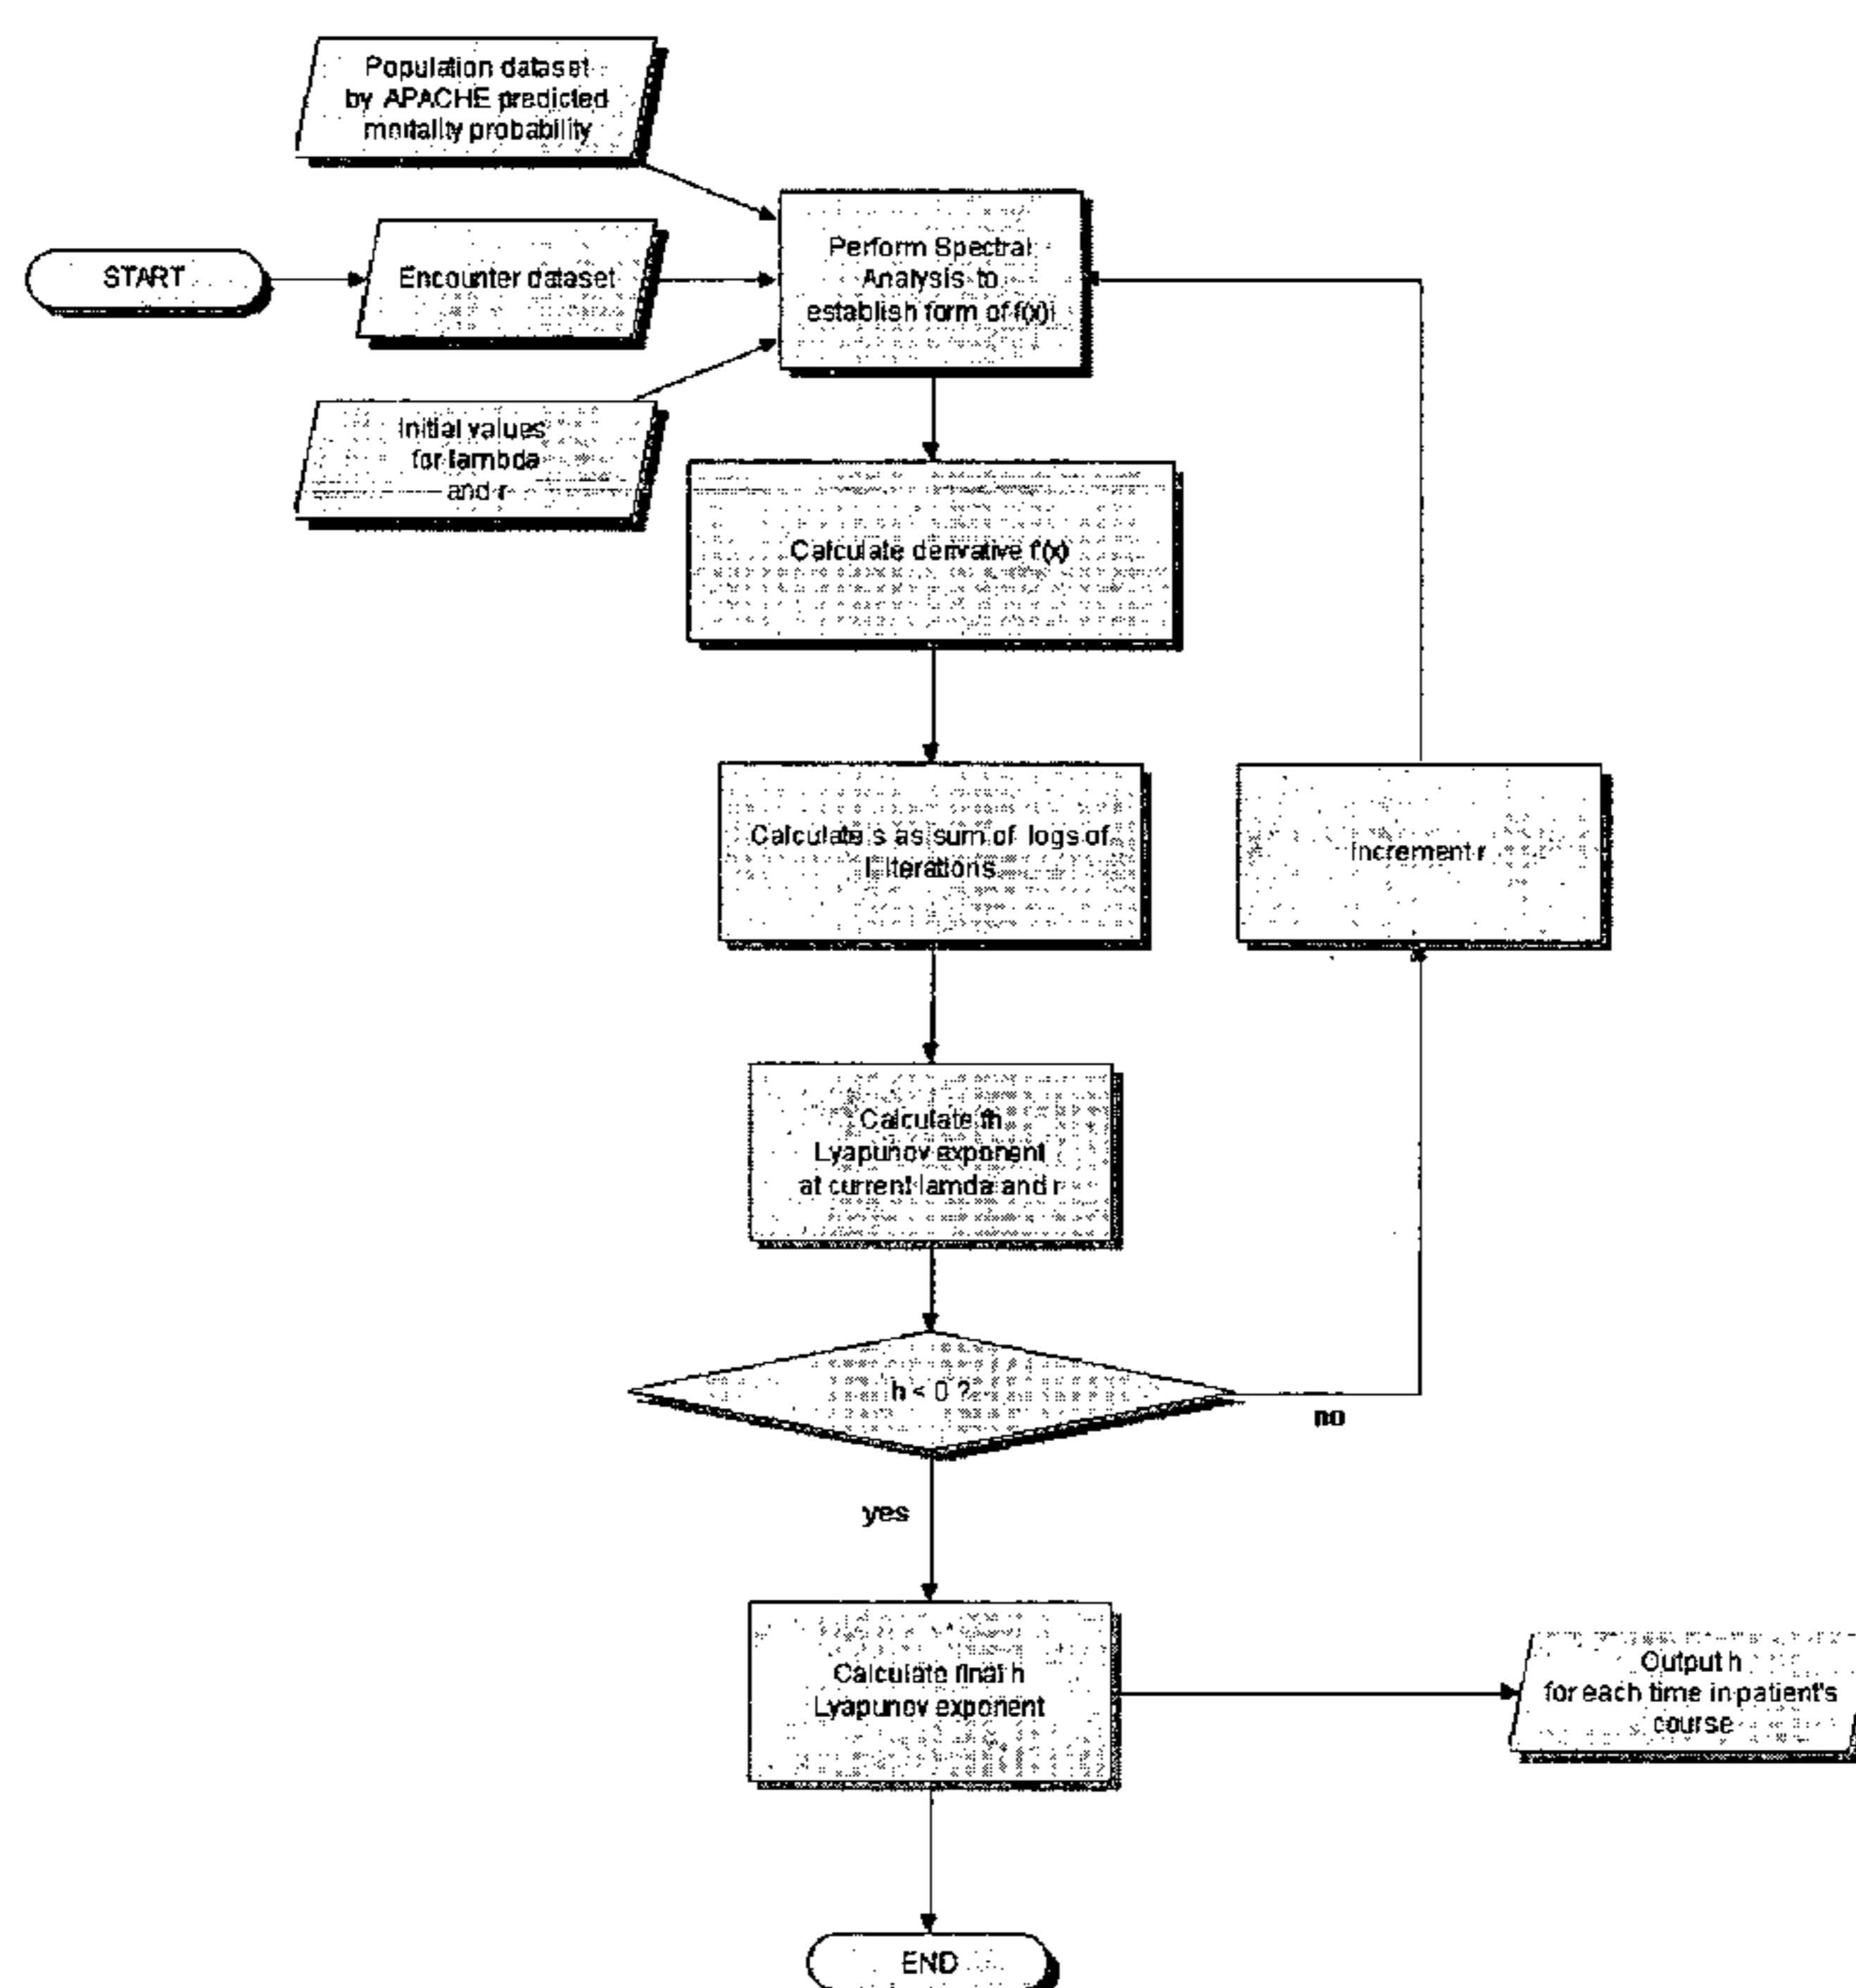 Population dataset
by APACHE predicted
mortality probability
START
Encounter dataset
Perform Spectral
Analysis to
establish form of f(x)
Initial values
for lambda
and r
Calculate derivative f'(x)
Calculate s as sum of logs of
iterations
Increment r
Calculate
Lyapunov exponent
at current lamda and r
h < 0 ?
no
yes
Calculate final h
Lyapunov exponent
Output h
for each time in patient's
course
END